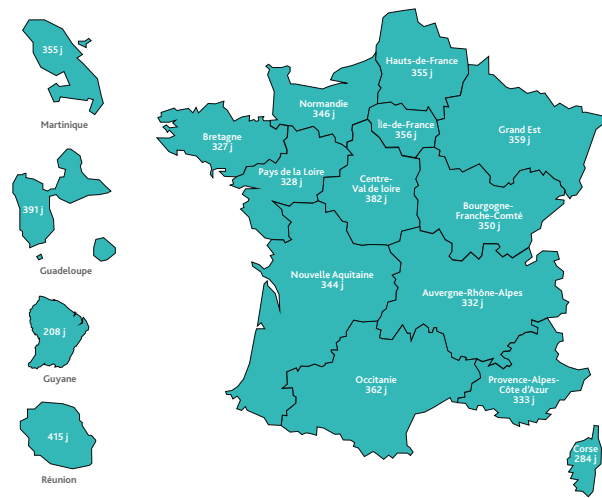 355 j
Martinique
391 j
Guadeloupe
208 j
Guyane
415 j
Réunion
Hauts-de-France
355 j
Normandie
346 j
Île-de-France
356 j
Grand Est
359 j
Bretagne
327 j
Pays de la Loire
328 j
Centre-
Val de loire
382 j
Bourgogne-
Franche-Comté
350 j
Nouvelle Aquitaine
344 j
Auvergne-Rhône-Alpes
332 j
Occitanie
362 j
Provence-Alpes-
Côte d'Azur
333 j
Corse
284 j